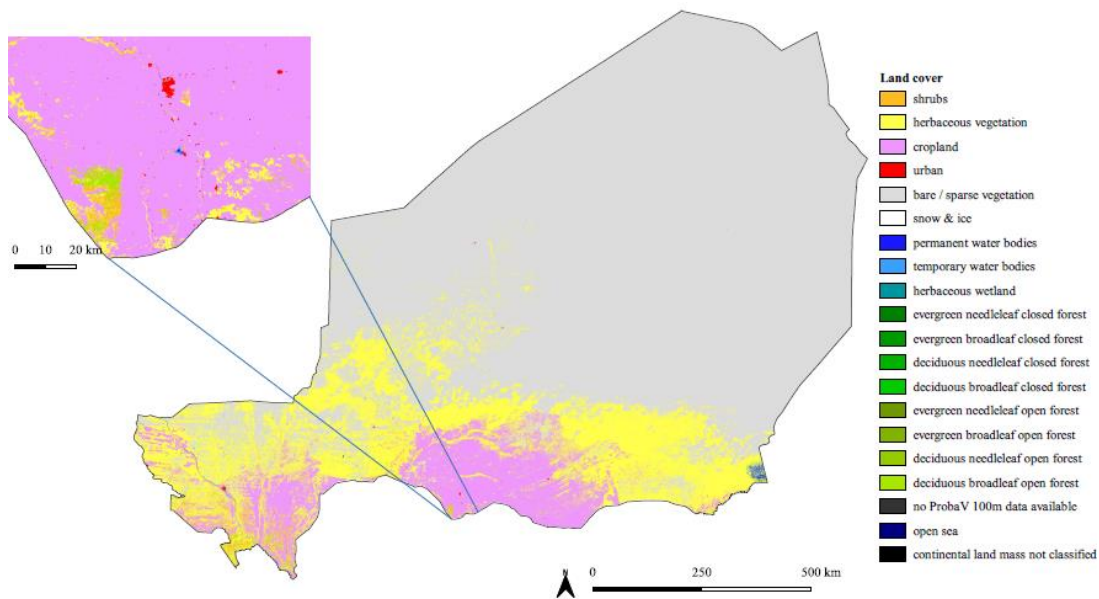 Land cover
shrubs
herbaceous vegetation
cropland
urban
bare / sparse vegetation
snow & ice
permanent water bodies
temporary water bodies
herbaceous wetland
evergreen needleleaf closed forest
evergreen broadleaf closed forest
deciduous needleleaf closed forest
deciduous broadleaf closed forest
evergreen needleleaf open forest
evergreen broadleaf open forest
deciduous needleleaf open forest
deciduous broadleaf open forest
no ProbaV 100m data available
open sea
continental land mass not classified
0 10 20 km
N
0 250 500 km